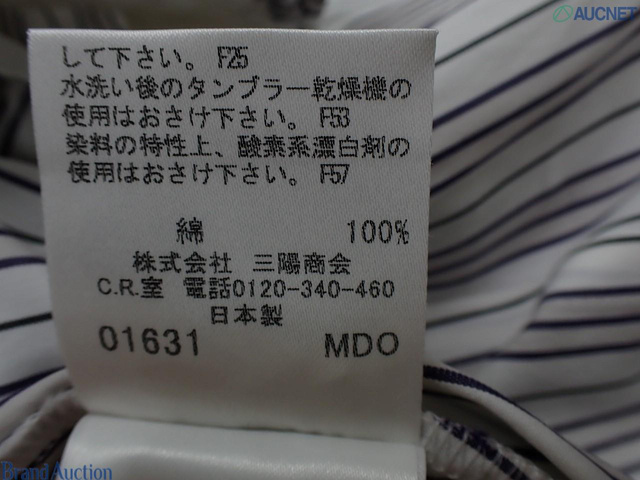 AUCNET
して下さい。 F25
水洗い後のタンブラー乾燥機の
使用はおさけ下さい。 F53
染料の特性上、酸素系漂白剤の
使用はおさけ下さい。 F57
綿 100%
株式会社 三陽商会
C.R.室 電話0120-340-460
日本製
01631 MDO
Brand Auction